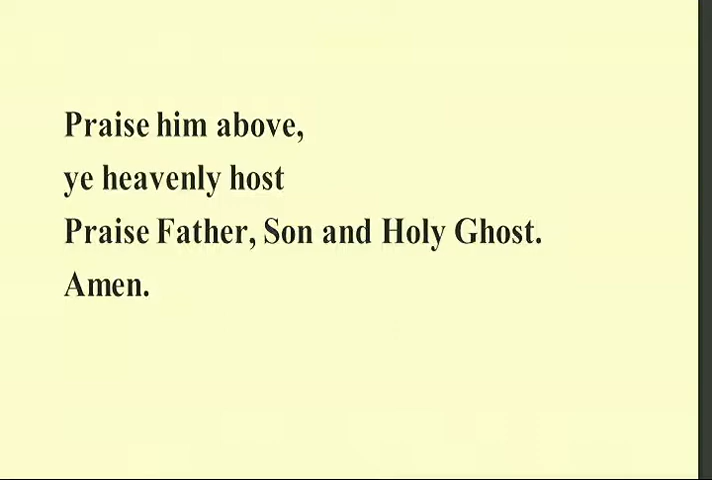 Praise him above,
ye heavenly host
Praise Father, Son and Holy Ghost.
Amen.